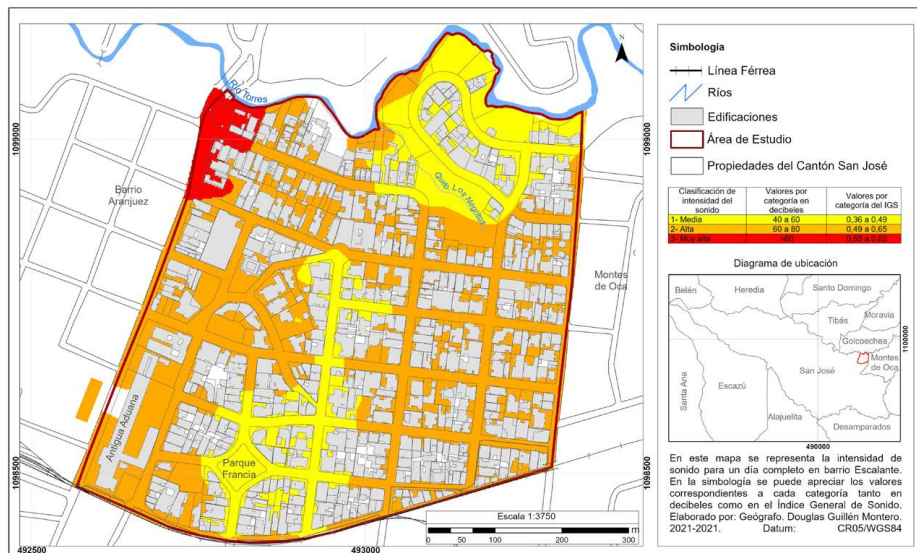 Río Torres
Barrio
Aranjuez
Queb. Los Negritos
Montes
de Oca
Antigua Aduana
Parque
Francia
1099000
1099000
1098500
1098500
492500
493000
Escala 1:3750
0 50 100 200 300
m
N
Simbología
Línea Férrea
Ríos
Edificaciones
Área de Estudio
Propiedades del Cantón San José
Clasificación de intensidad del sonido
Valores por categoría en decibeles
Valores por categoría del IGS
1- Media 40 a 60 0,36 a 0,49
2- Alta 60 a 80 0,49 a 0,65
3- Muy alta >80 0,65 a 0,82
Diagrama de ubicación
Belén
Heredia
Santo Domingo
Tibás
Moravia
Goicoechea
Montes
de Oca
San José
Santa Ana
Escazú
Alajuelita
Desamparados
1100000
490000
En este mapa se representa la intensidad de
sonido para un día completo en barrio Escalante.
En la simbología se puede apreciar los valores
correspondientes a cada categoría tanto en
decibeles como en el Índice General de Sonido.
Elaborado por: Geógrafo. Douglas Guillén Montero.
2021-2021. Datum: CR05/WGS84